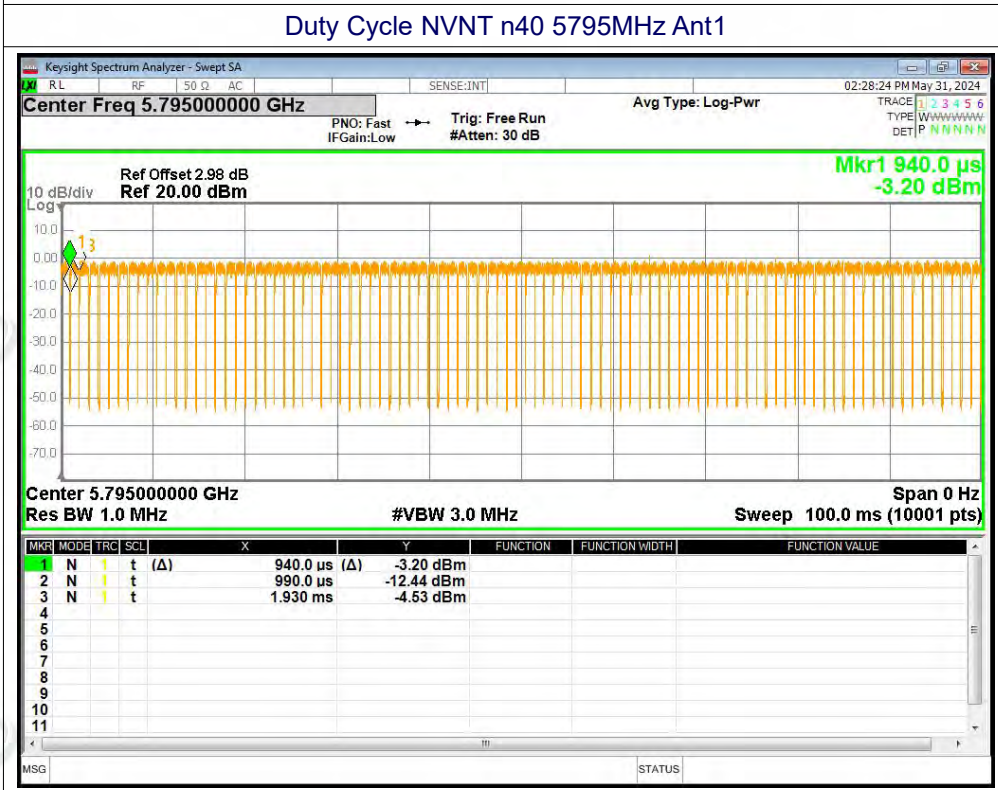 Duty Cycle NVNT n40 5795MHz Ant1
Keysight Spectrum Analyzer - Swept SA
LXI RL RF 50 Ω AC SENSE:INT 02:28:24 PM May 31, 2024
Center Freq 5.795000000 GHz Avg Type: Log-Pwr TRACE 1 2 3 4 5 6
PNO: Fast Trig: Free Run TYPE WWWWWW
IFGain:Low #Atten: 30 dB DET P N N N N N
Mkr1 940.0 µs
Ref Offset 2.98 dB
10 dB/div Ref 20.00 dBm -3.20 dBm
Log
10.0
1 3
0.00
-10.0
-20.0
-30.0
-40.0
-50.0
-60.0
-70.0
Center 5.795000000 GHz Span 0 Hz
Res BW 1.0 MHz #VBW 3.0 MHz Sweep 100.0 ms (10001 pts)
MKR MODE TRC SCL X Y FUNCTION FUNCTION WIDTH FUNCTION VALUE
1 N 1 t (Δ) 940.0 µs (Δ) -3.20 dBm
2 N 1 t 990.0 µs -12.44 dBm
3 N 1 t 1.930 ms -4.53 dBm
4
5
6
7
8
9
10
11
MSG STATUS